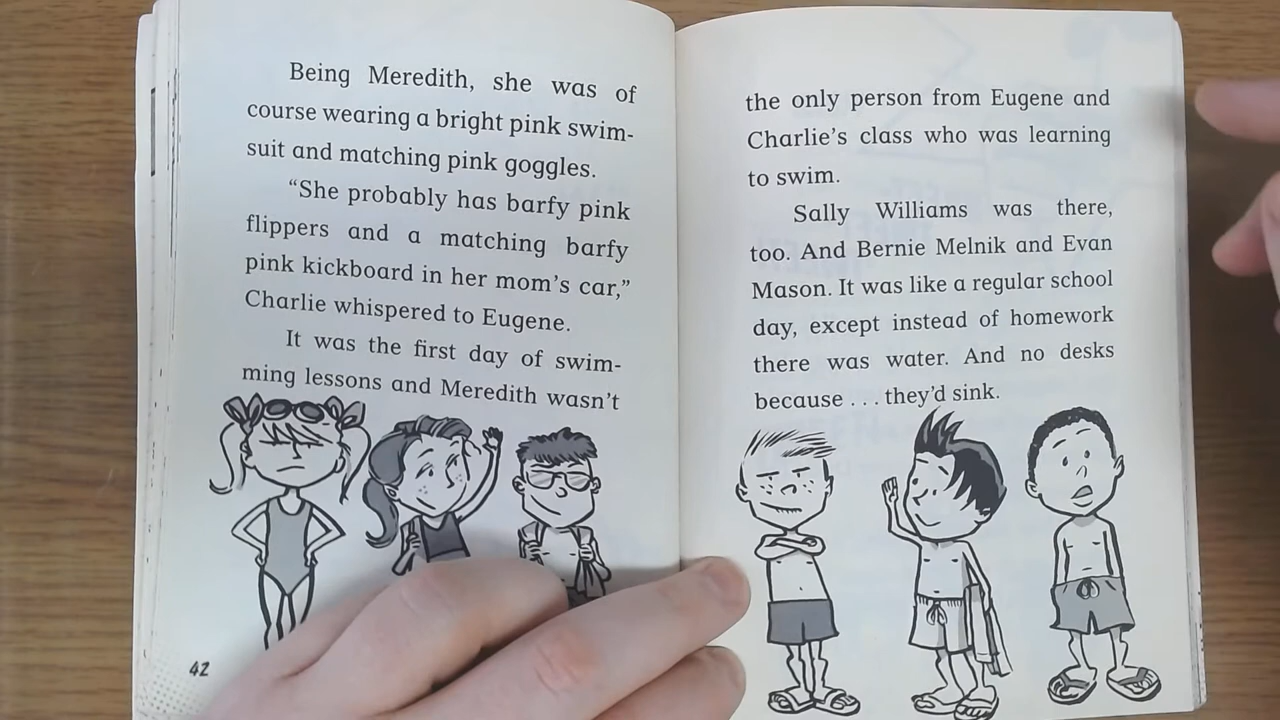 Being Meredith, she was of
course wearing a bright pink swim-
suit and matching pink goggles.
“She probably has barfy pink
flippers and a matching barfy
pink kickboard in her mom’s car,”
Charlie whispered to Eugene.
It was the first day of swim-
ming lessons and Meredith wasn’t
42
the only person from Eugene and
Charlie’s class who was learning
to swim.
Sally Williams was there,
too. And Bernie Melnik and Evan
Mason. It was like a regular school
day, except instead of homework
there was water. And no desks
because . . . they’d sink.